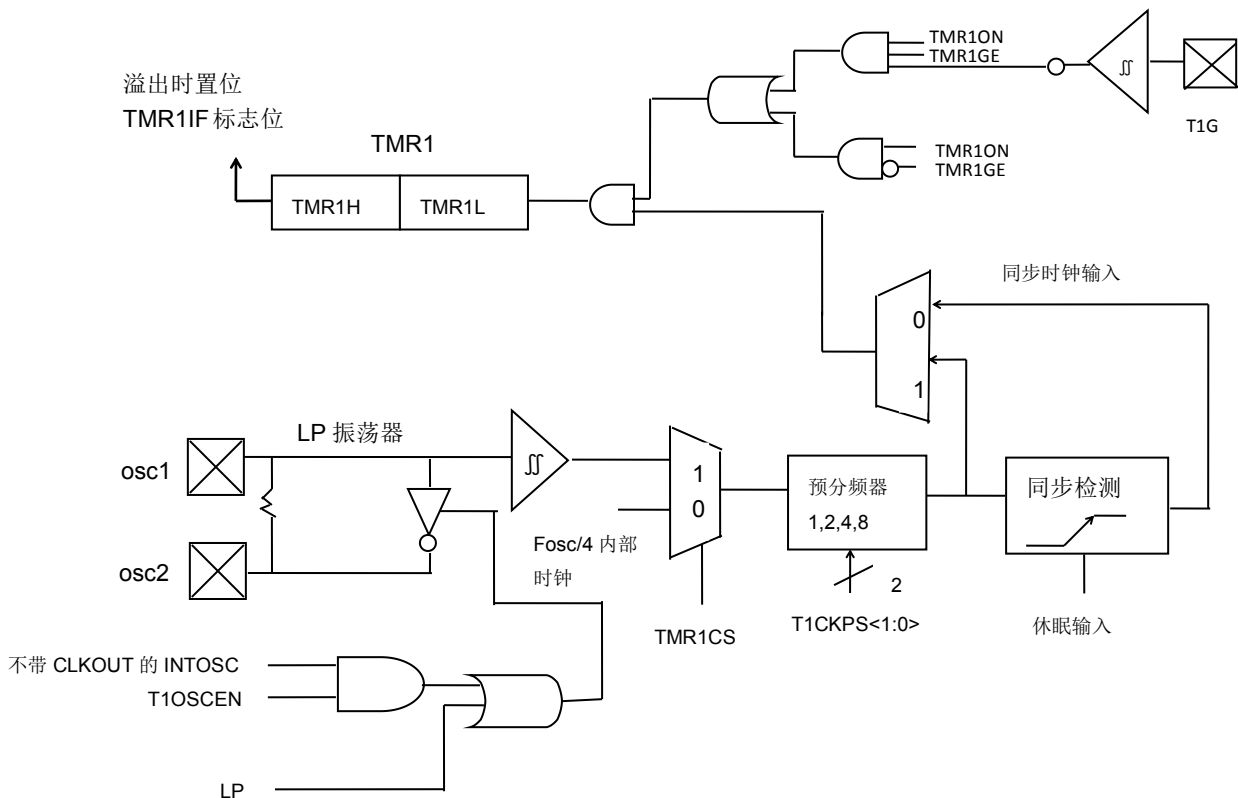 TMR1ON
TMR1GE
T1G
溢出时置位
TMR1IF 标志位
TMR1
TMR1H
TMR1L
TMR1ON
TMR1GE
同步时钟输入
0
1
LP 振荡器
osc1
osc2
1
0
Fosc/4 内部
时钟
TMR1CS
预分频器
1,2,4,8
2
T1CKPS<1:0>
同步检测
休眠输入
不带 CLKOUT 的 INTOSC
T1OSCEN
LP